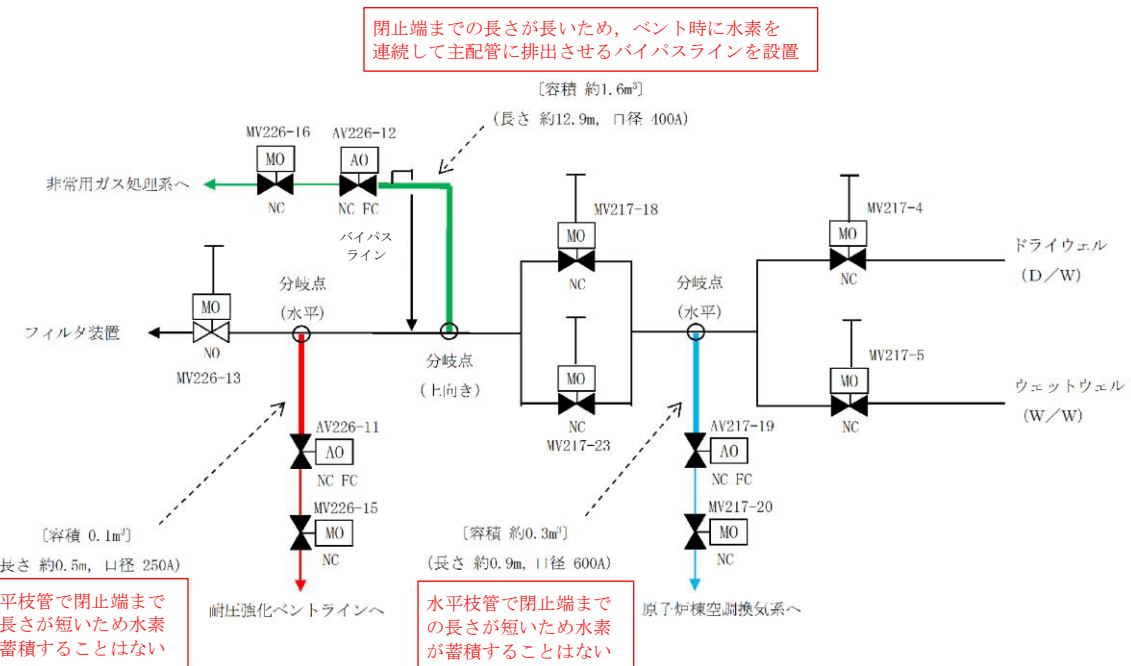 閉止端までの長さが長いため，ベント時に水素を
連続して主配管に排出させるバイパスラインを設置
〔容積 約1.6m³〕
（長さ 約12.9m, 口径 400A）
MV226-16
AV226-12
MO
AO
非常用ガス処理系へ
NC
NC FC
バイパス
ライン
MV217-18
MO
NC
MV217-4
MO
NC
ドライウェル
（D／W）
分岐点
（水平）
分岐点
（水平）
MO
フィルタ装置
NO
MV226-13
分岐点
（上向き）
MO
NC
MV217-23
MV217-5
MO
NC
ウェットウェル
（W／W）
AV226-11
AO
NC FC
MV226-15
MO
NC
耐圧強化ベントラインへ
AV217-19
AO
NC FC
MV217-20
MO
NC
原子炉棟空調換気系へ
〔容積 0.1m³〕
長さ 約0.5m, 口径 250A）
平枝管で閉止端まで
長さが短いため水素
蓄積することはない
〔容積 約0.3m³〕
（長さ 約0.9m, 口径 600A）
水平枝管で閉止端まで
の長さが短いため水素
が蓄積することはない